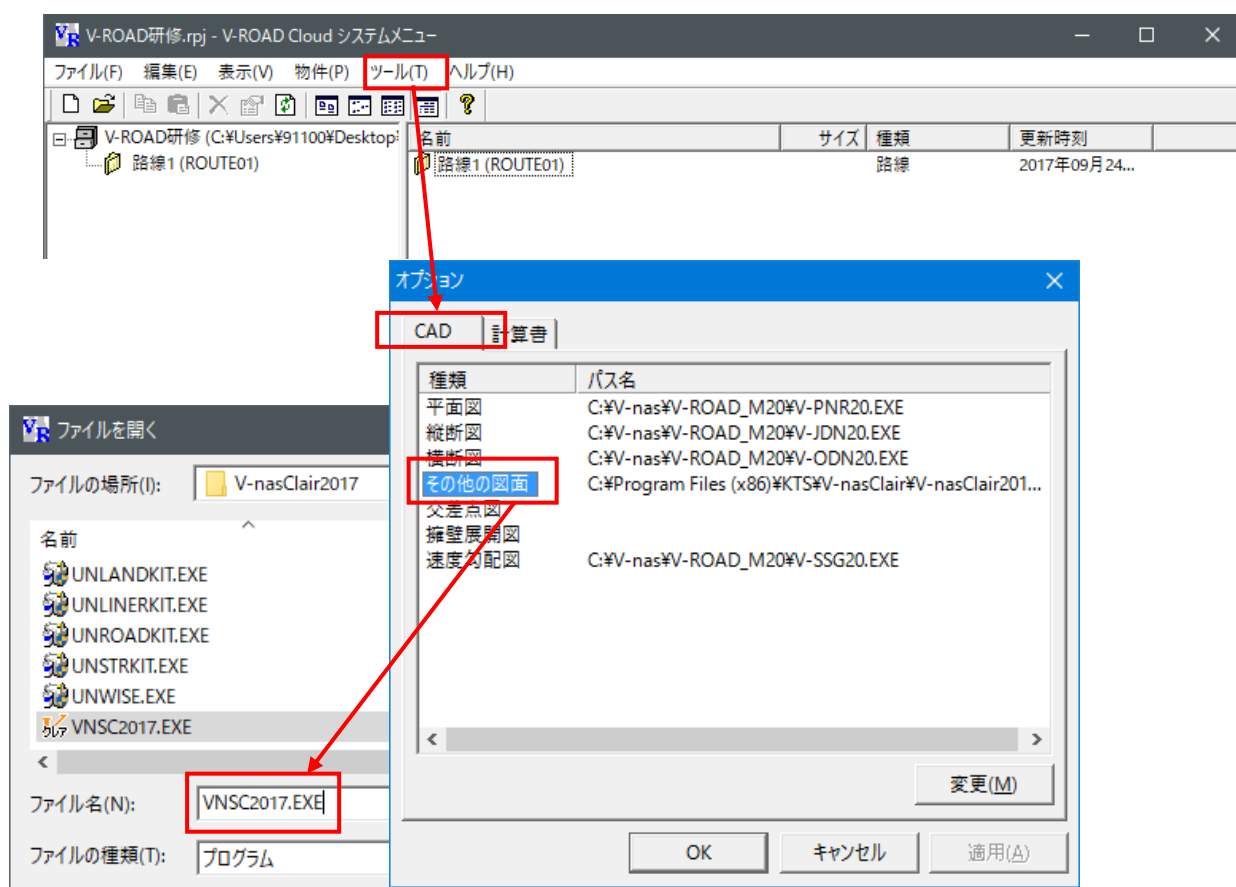 V-ROAD研修.rpj - V-ROAD Cloud システムメニュー
ファイル(F) 編集(E) 表示(V) 物件(P) ツール(T) ヘルプ(H)
V-ROAD研修 (C:¥Users¥91100¥Desktop¥
路線1 (ROUTE01)
名前 サイズ 種類 更新時刻
路線1 (ROUTE01) 路線 2017年09月24...
オプション
CAD 計算書
種類 パス名
平面図 C:¥V-nas¥V-ROAD_M20¥V-PNR20.EXE
縦断図 C:¥V-nas¥V-ROAD_M20¥V-JDN20.EXE
横断図 C:¥V-nas¥V-ROAD_M20¥V-ODN20.EXE
その他の図面 C:¥Program Files (x86)¥KTS¥V-nasClair¥V-nasClair201...
交差点図
擁壁展開図
速度勾配図 C:¥V-nas¥V-ROAD_M20¥V-SSG20.EXE
変更(M)
OK キャンセル 適用(A)
ファイルを開く
ファイルの場所(I): V-nasClair2017
名前
UNLANDKIT.EXE
UNLINERKIT.EXE
UNROADKIT.EXE
UNSTRKIT.EXE
UNWISE.EXE
VNSC2017.EXE
ファイル名(N): VNSC2017.EXE
ファイルの種類(T): プログラム